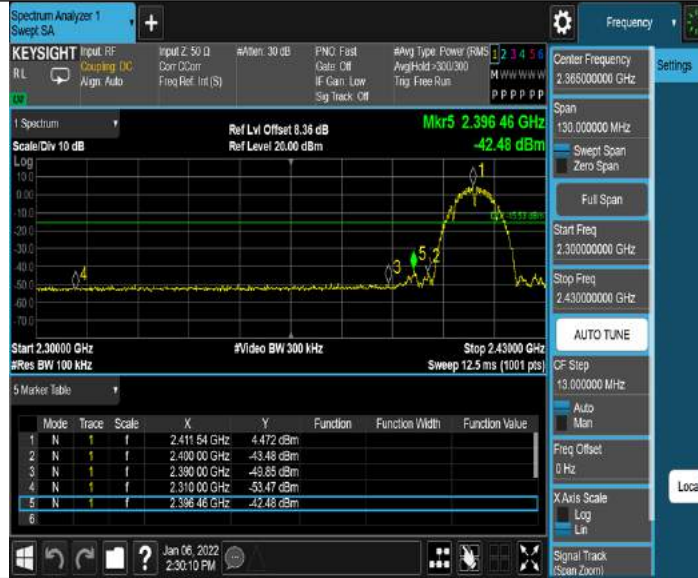 Spectrum Analyzer 1
Swept SA
+
Frequency
KEYSIGHT
RL
Input: RF
Coupling: DC
Align: Auto
Input Z: 50 Ω
Corr CCorr
Freq Ref: Int (S)
#Atten: 30 dB
PNO: Fast
Gate: Off
IF Gain: Low
Sig Track: Off
#Avg Type: Power (RMS
Avg|Hold:>300/300
Trig: Free Run
1 2 3 4 5 6
M W W W W W
P P P P P P
1 Spectrum
Scale/Div 10 dB
Ref Lvl Offset 8.36 dB
Ref Level 20.00 dBm
Mkr5 2.396 46 GHz
-42.48 dBm
Log
10.0
0.00
-10.0
-20.0
-30.0
-40.0
-50.0
-60.0
-70.0
1
2
3
4
5
Start 2.30000 GHz
#Res BW 100 kHz
#Video BW 300 kHz
Stop 2.43000 GHz
Sweep 12.5 ms (1001 pts)
5 Marker Table
Mode Trace Scale X Y Function Function Width Function Value
1 N 1 f 2.411 54 GHz 4.472 dBm
2 N 1 f 2.400 00 GHz -43.48 dBm
3 N 1 f 2.390 00 GHz -49.85 dBm
4 N 1 f 2.310 00 GHz -53.47 dBm
5 N 1 f 2.396 46 GHz -42.48 dBm
6
?
Jan 06, 2022
2:30:10 PM
Center Frequency
2.365000000 GHz
Settings
Span
130.000000 MHz
Swept Span
Zero Span
Full Span
Start Freq
2.300000000 GHz
Stop Freq
2.430000000 GHz
AUTO TUNE
CF Step
13.000000 MHz
Auto
Man
Freq Offset
0 Hz
X Axis Scale
Log
Lin
Loca
Signal Track
(Span Zoom)